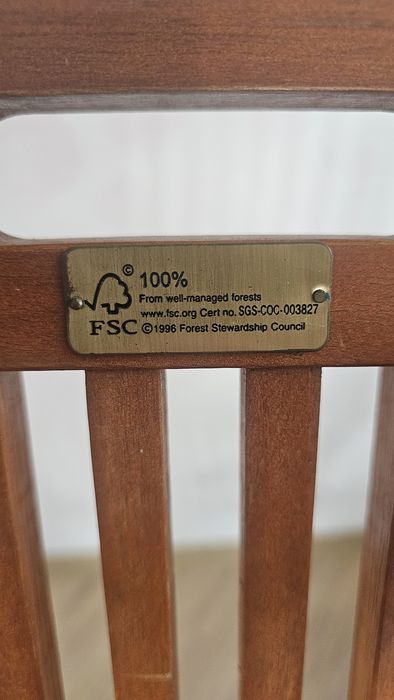 ©
100%
From well-managed forests
www.fsc.org Cert no. SGS-COC-003827
FSC ©1996 Forest Stewardship Council